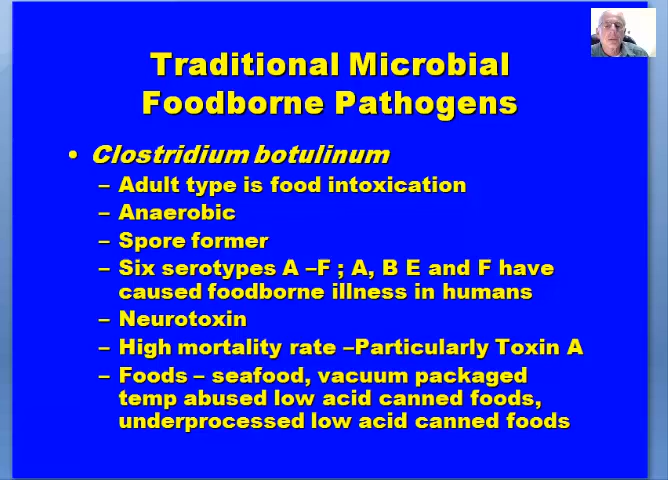 Traditional Microbial
Foodborne Pathogens
• Clostridium botulinum
– Adult type is food intoxication
– Anaerobic
– Spore former
– Six serotypes A –F ; A, B E and F have
caused foodborne illness in humans
– Neurotoxin
– High mortality rate –Particularly Toxin A
– Foods – seafood, vacuum packaged
temp abused low acid canned foods,
underprocessed low acid canned foods